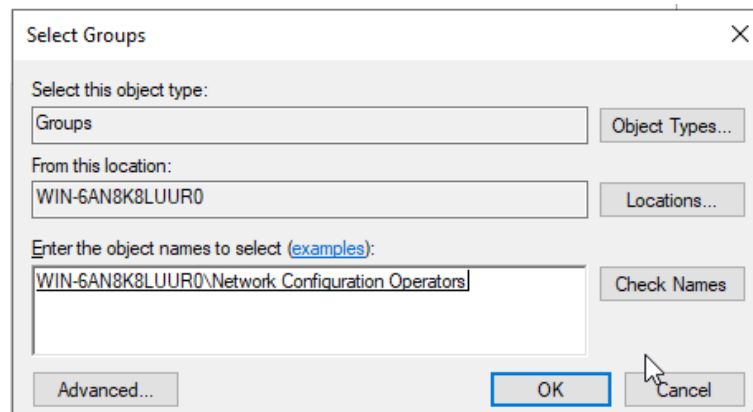 Select Groups
Select this object type:
Groups
Object Types...
From this location:
WIN-6AN8K8LUUR0
Locations...
Enter the object names to select (examples):
WIN-6AN8K8LUUR0\Network Configuration Operators
Check Names
Advanced...
OK
Cancel